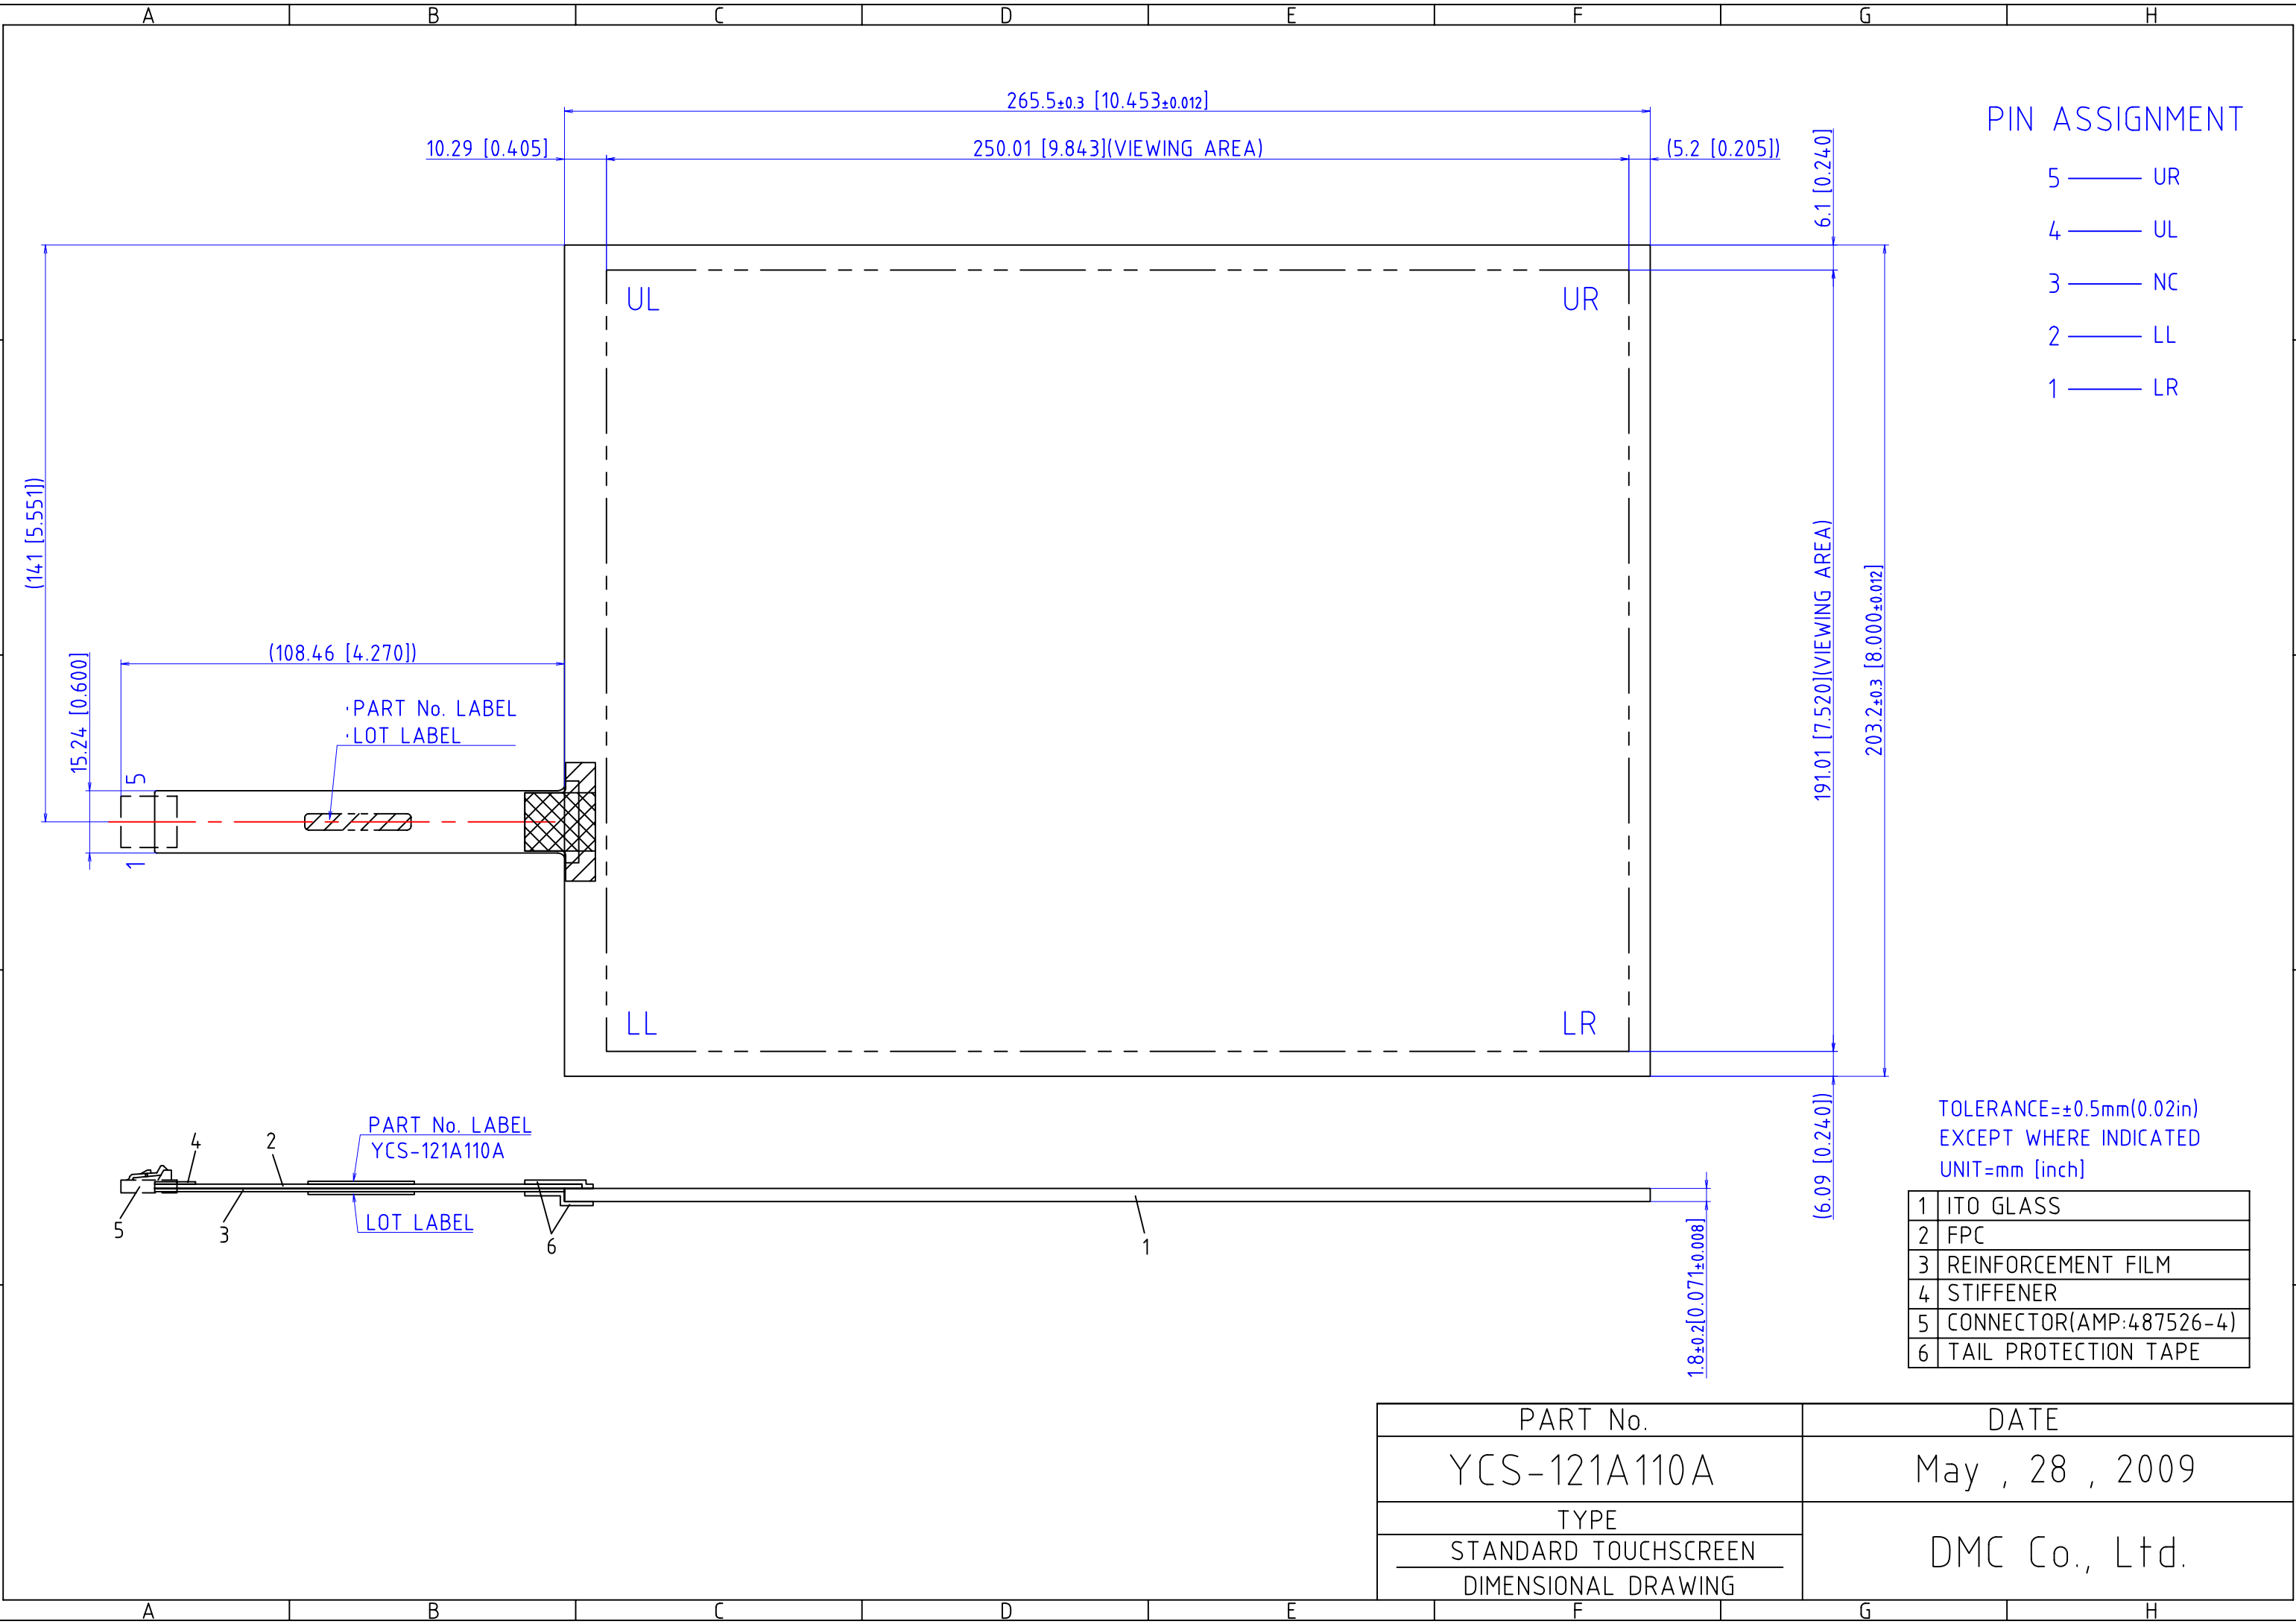 A B C D E F G H
265.5±0.3 [10.453±0.012]
10.29 [0.405]
250.01 [9.843](VIEWING AREA)
(5.2 [0.205])
6.1 [0.240]
PIN ASSIGNMENT
5 UR
4 UL
3 NC
2 LL
1 LR
UL UR
(141 [5.551])
191.01 [7.520](VIEWING AREA)
203.2±0.3 [8.000±0.012]
(108.46 [4.270])
15.24 [0.600]
·PART No. LABEL
·LOT LABEL
5
1
LL LR
(6.09 [0.240])
PART No. LABEL
YCS-121A110A
4 2
LOT LABEL
5 3 6 1
1.8±0.2[0.071±0.008]
TOLERANCE=±0.5mm(0.02in)
EXCEPT WHERE INDICATED
UNIT=mm [inch]
1 ITO GLASS
2 FPC
3 REINFORCEMENT FILM
4 STIFFENER
5 CONNECTOR(AMP:487526-4)
6 TAIL PROTECTION TAPE
PART No. DATE
YCS-121A110A May , 28 , 2009
TYPE
STANDARD TOUCHSCREEN
DIMENSIONAL DRAWING
DMC Co., Ltd.
A B C D E F G H